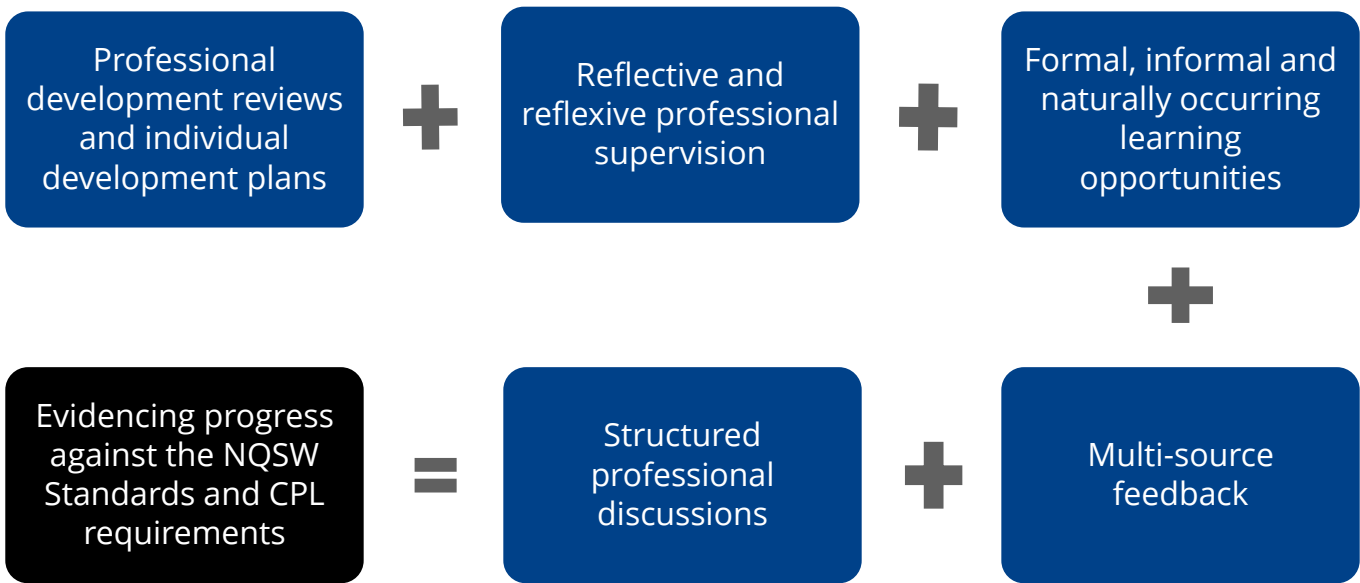 Professional
development reviews
and individual
development plans
+
Reflective and
reflexive professional
supervision
+
Formal, informal and
naturally occurring
learning
opportunities
+
Multi-source
feedback
+
Structured
professional
discussions
=
Evidencing progress
against the NQSW
Standards and CPL
requirements